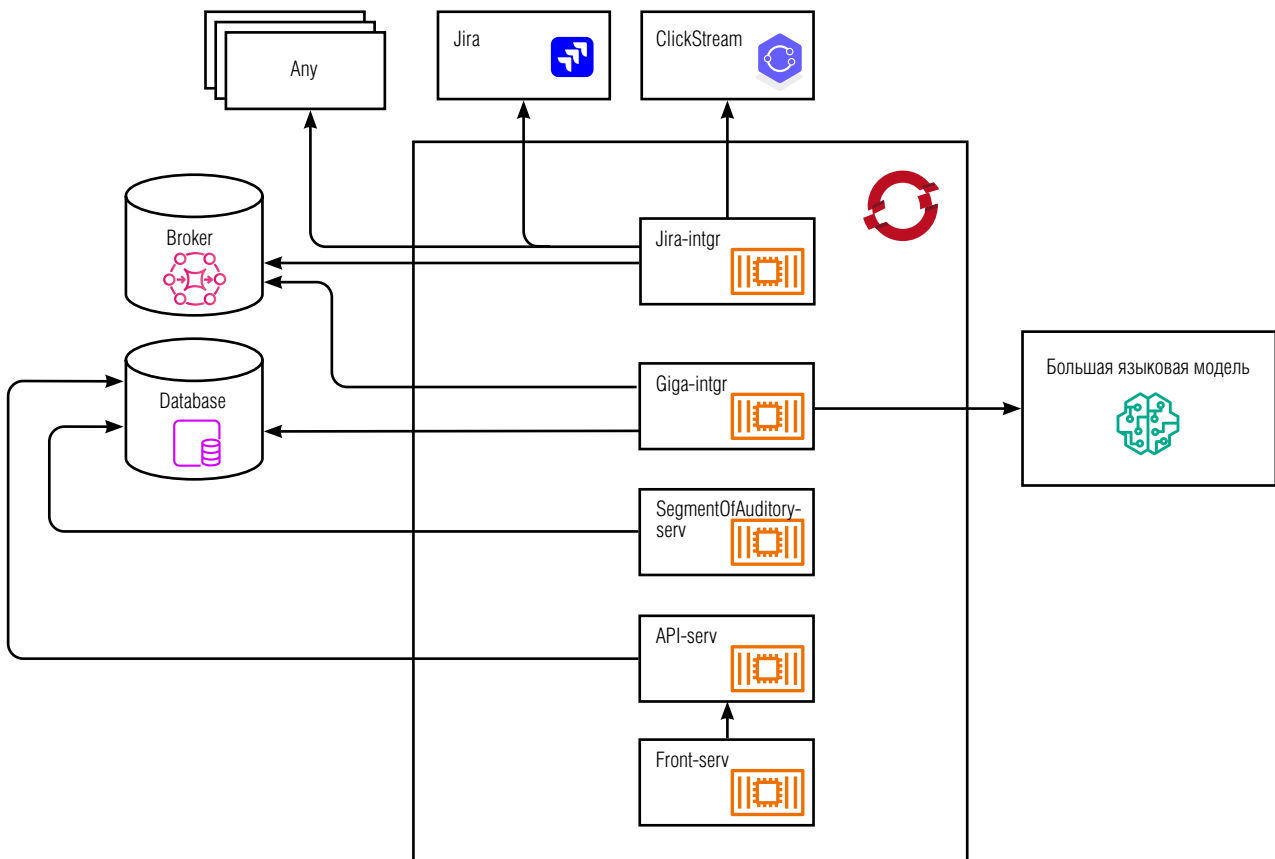 Any
Jira
ClickStream
Broker
Jira-intgr
Database
Giga-intgr
Большая языковая модель
SegmentOfAuditory-
serv
API-serv
Front-serv